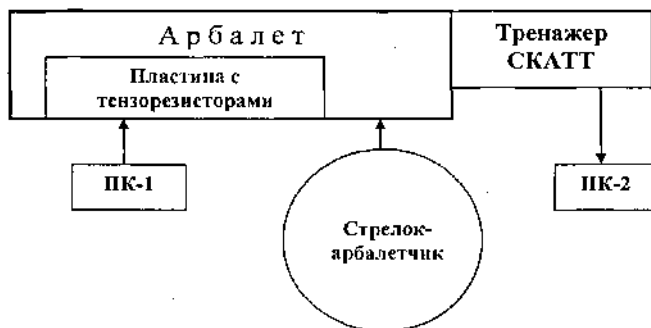 Арбалет
Тренажер
СКАТТ
Пластина с
тензорезисторами
ПК-1
ПК-2
Стрелок-
арбалетчик